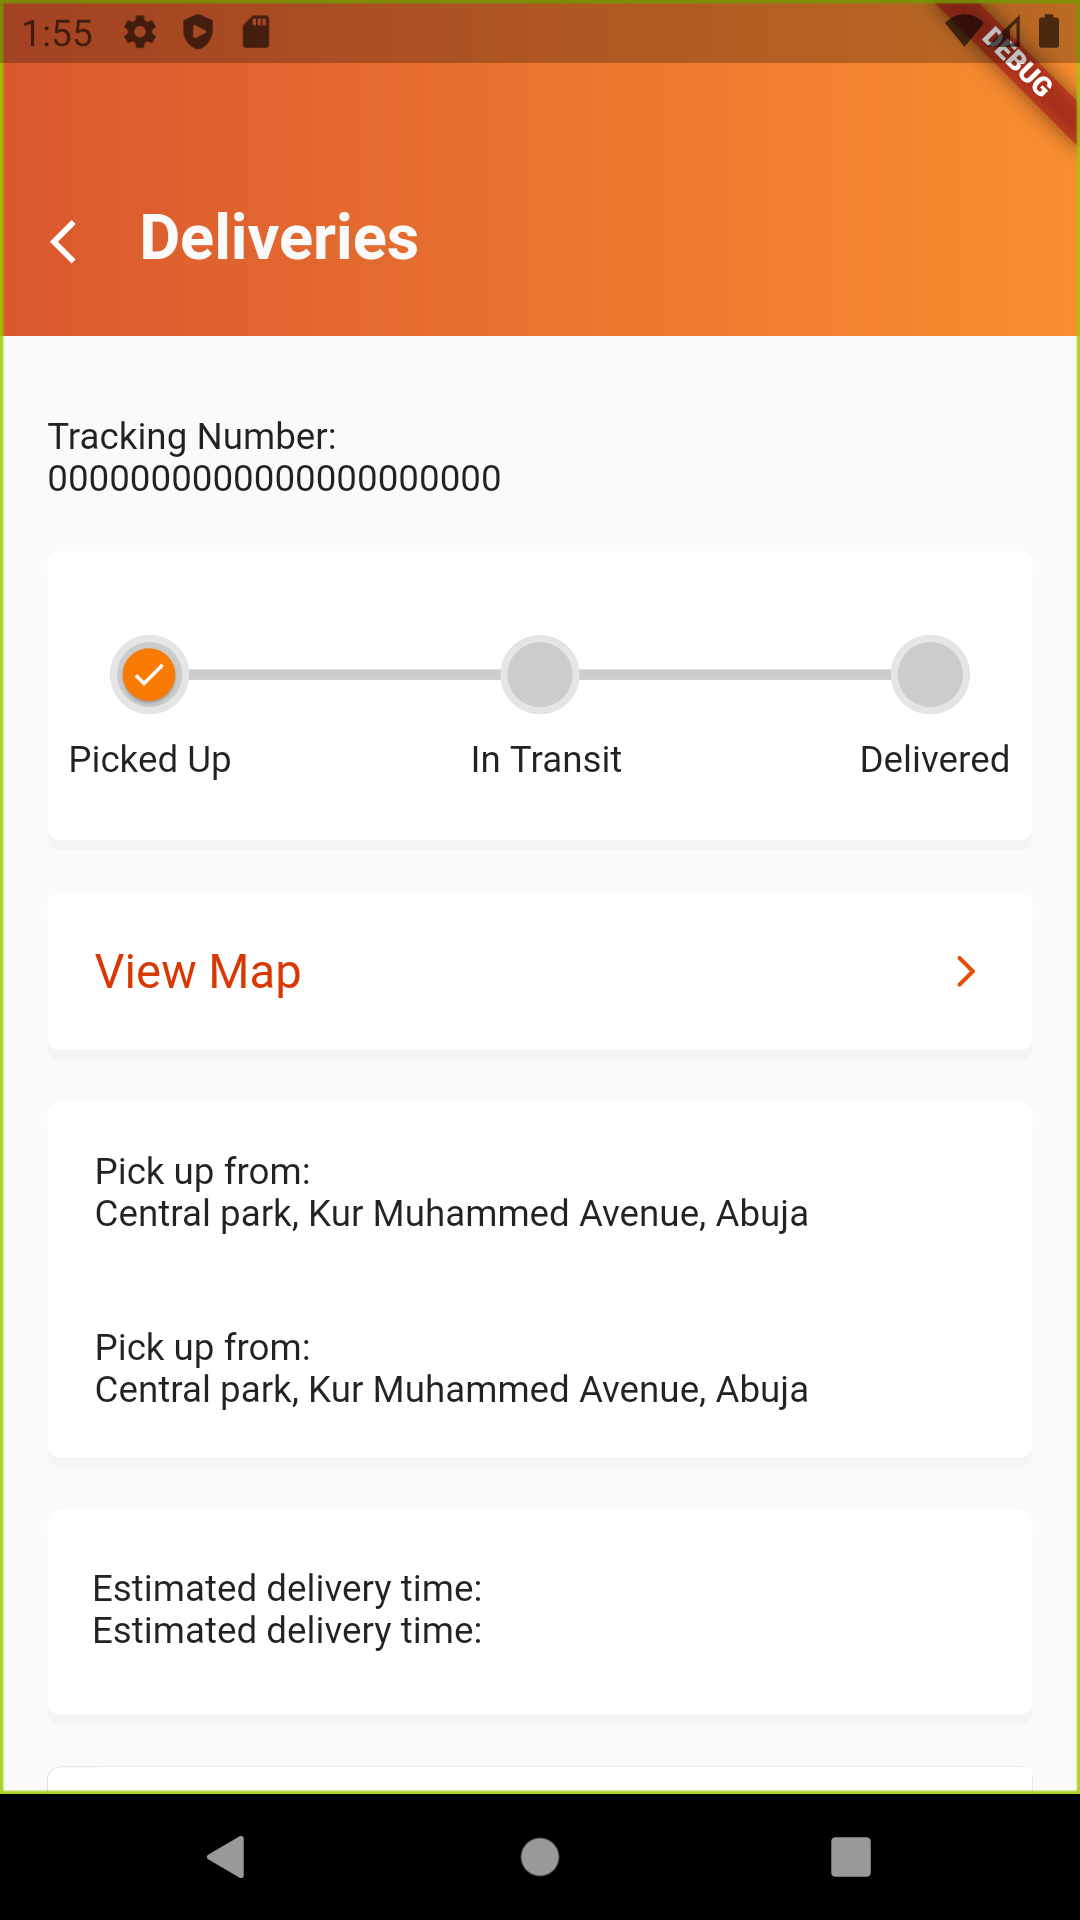 1:55
DEBUG
Deliveries
Tracking Number:
0000000000000000000000
Picked Up
In Transit
Delivered
View Map
Pick up from:
Central park, Kur Muhammed Avenue, Abuja
Pick up from:
Central park, Kur Muhammed Avenue, Abuja
Estimated delivery time:
Estimated delivery time: